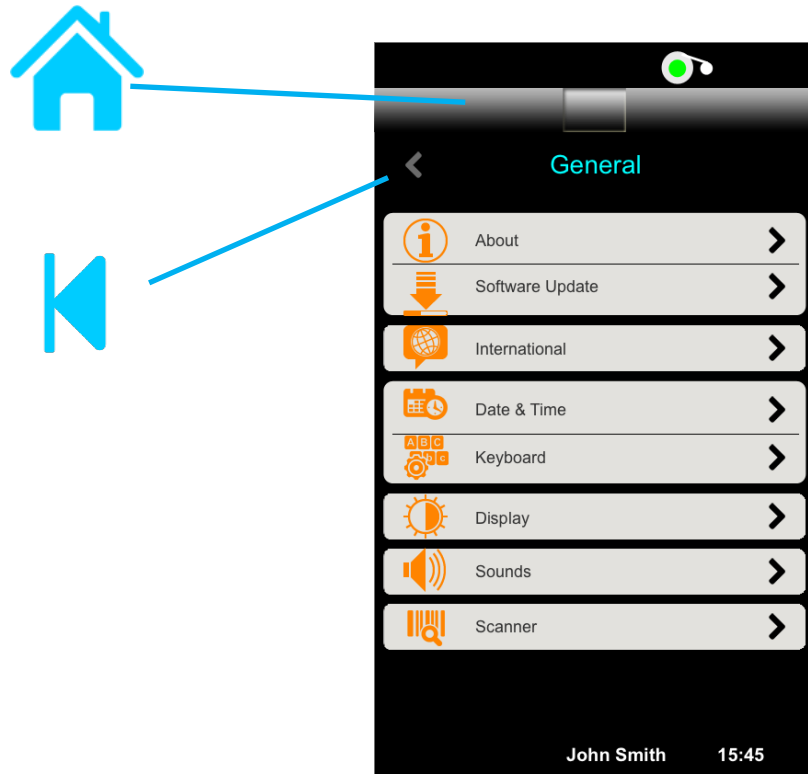 General
About
Software Update
International
Date & Time
A B C
b c
Keyboard
Display
Sounds
Scanner
John Smith 15:45